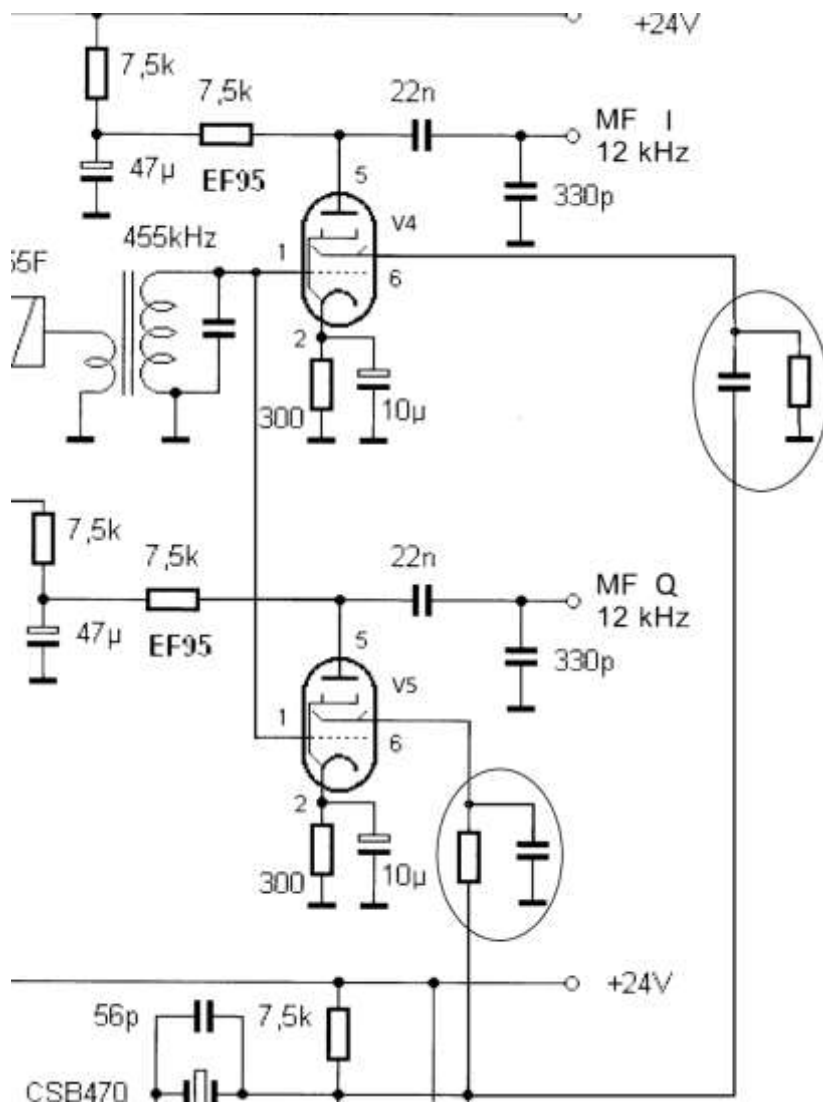 +24V
7,5k
7,5k
22n
MF I
12 kHz
47µ
EF95
5
330p
V4
455kHz
1
6
2
300
10µ
7,5k
7,5k
22n
MF Q
12 kHz
47µ
EF95
5
330p
V5
1
6
2
300
10µ
+24V
56p
7,5k
CSB470